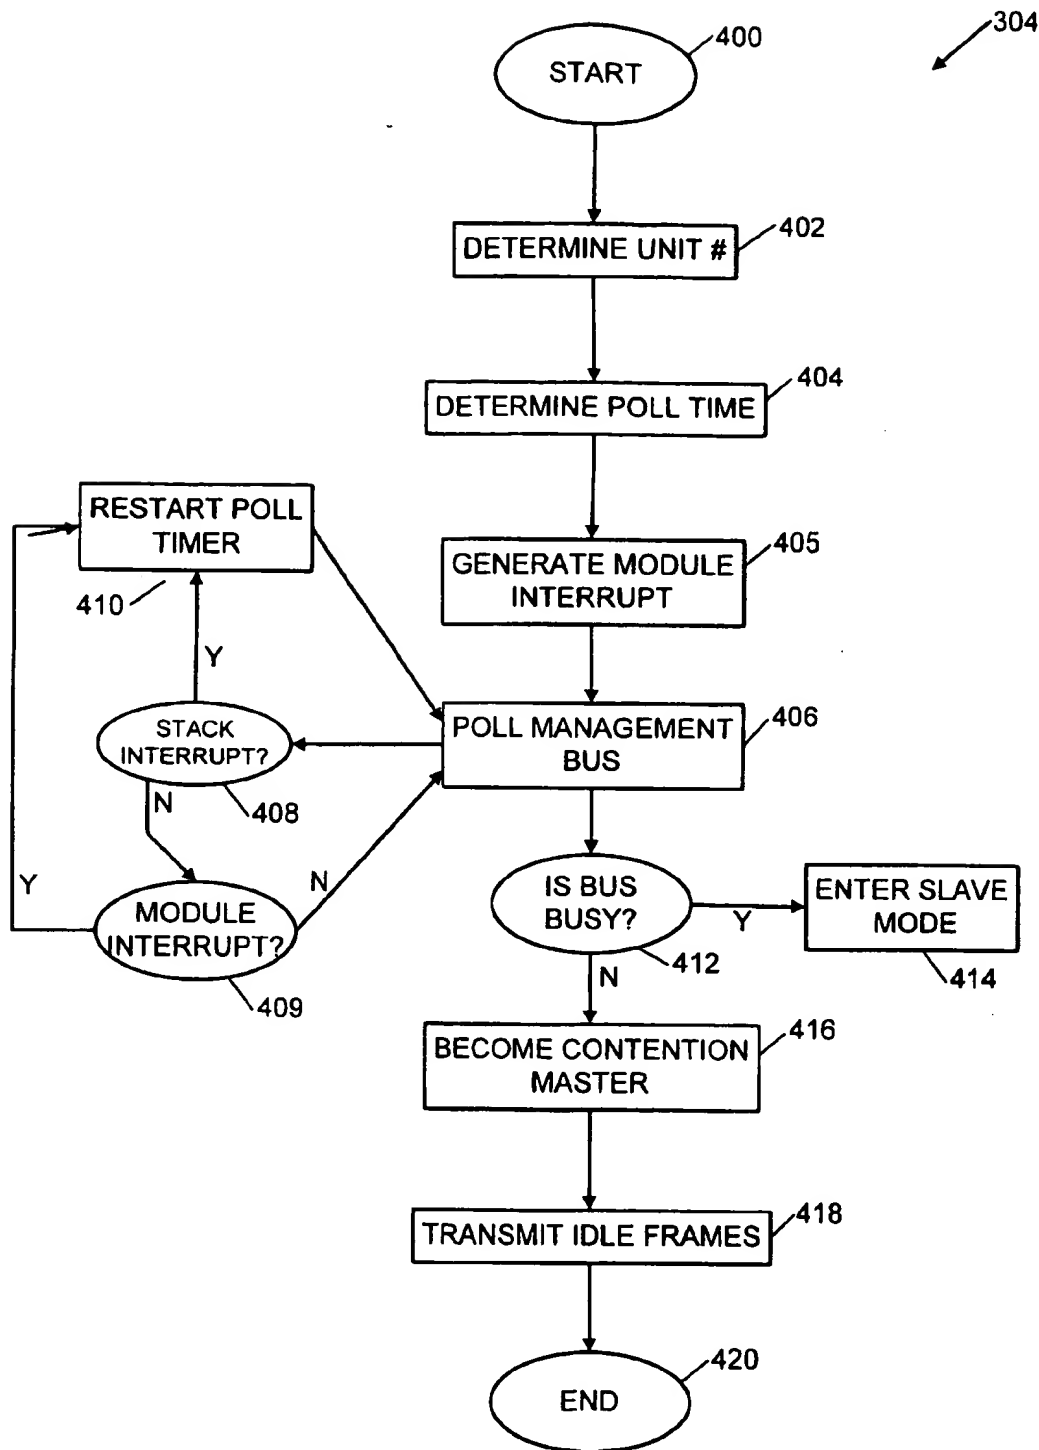 304
400
START
402
DETERMINE UNIT #
404
DETERMINE POLL TIME
RESTART POLL
TIMER
410
405
GENERATE MODULE
INTERRUPT
Y
STACK
INTERRUPT?
408
406
POLL MANAGEMENT
BUS
N
Y
N
MODULE
INTERRUPT?
409
IS BUS
BUSY?
412
Y
ENTER SLAVE
MODE
414
N
416
BECOME CONTENTION
MASTER
418
TRANSMIT IDLE FRAMES
420
END